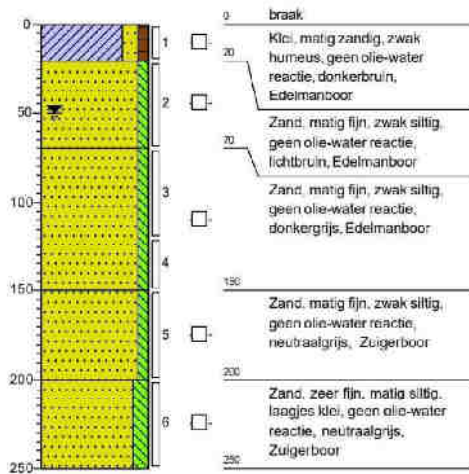 0
50
100
150
200
250
1
2
3
4
5
6
0
braak
Klei, matig zandig, zwak
humeus, geen olie-water
reactie, donkerbruin,
Edelmanboor
20
Zand, matig fijn, zwak siltig,
geen olie-water reactie,
lichtbruin, Edelmanboor
70
Zand, matig fijn, zwak siltig,
geen olie-water reactie,
donkergrijs, Edelmanboor
150
Zand, matig fijn, zwak siltig,
geen olie-water reactie,
neutraalgrijs, Zuigerboor
200
Zand, zeer fijn, matig siltig,
laagjes klei, geen olie-water
reactie, neutraalgrijs,
Zuigerboor
250